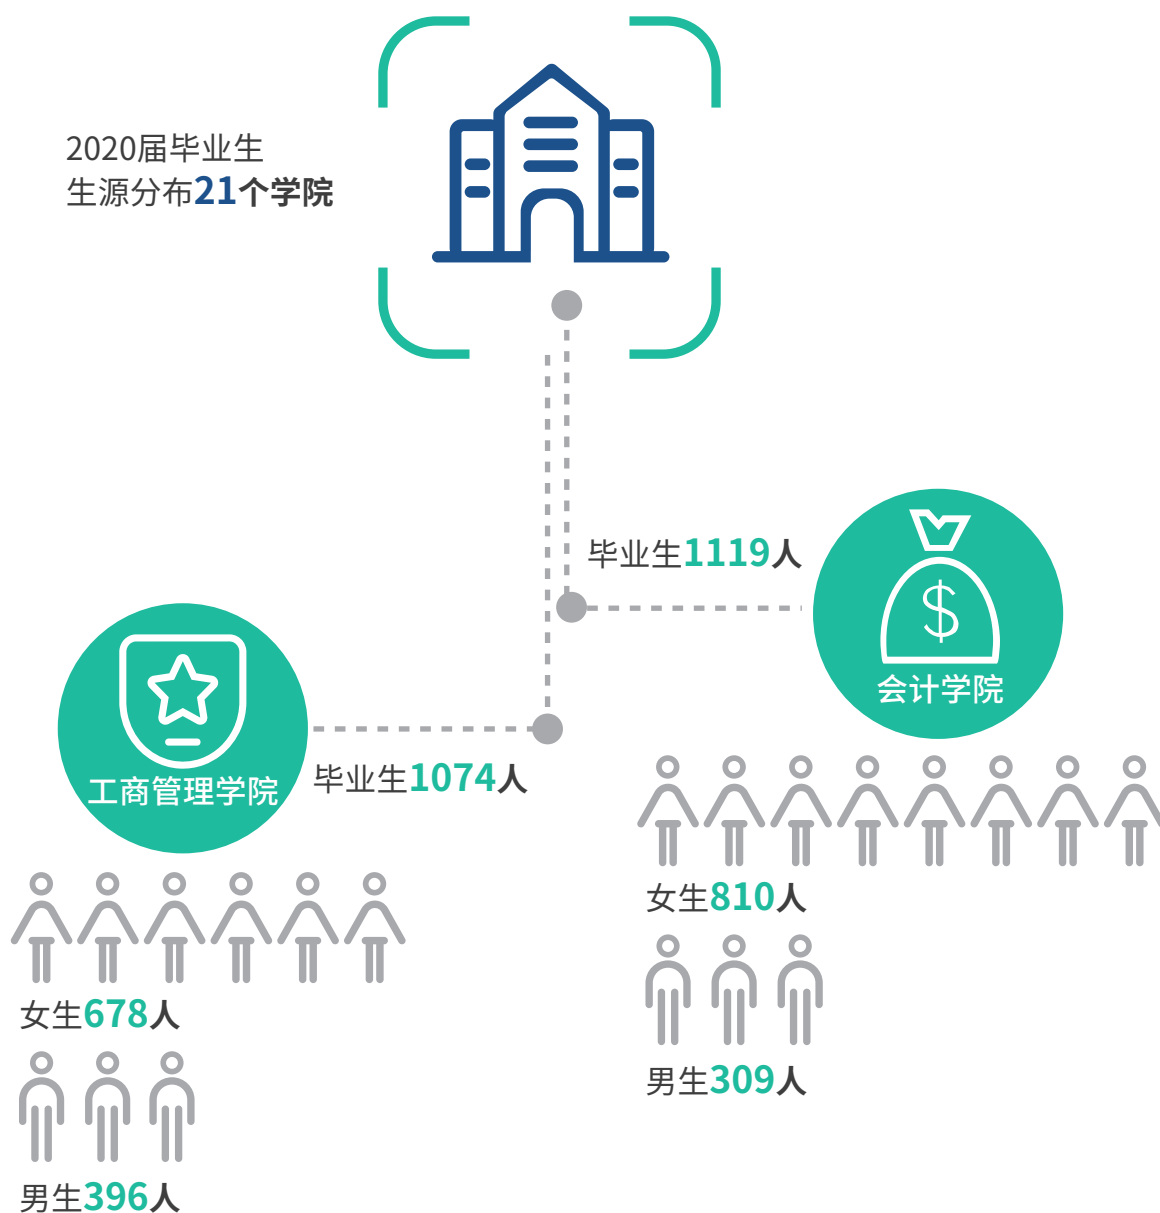 2020届毕业生
生源分布21个学院
毕业生1119人
$
会计学院
工商管理学院
毕业生1074人
女生810人
男生309人
女生678人
男生396人